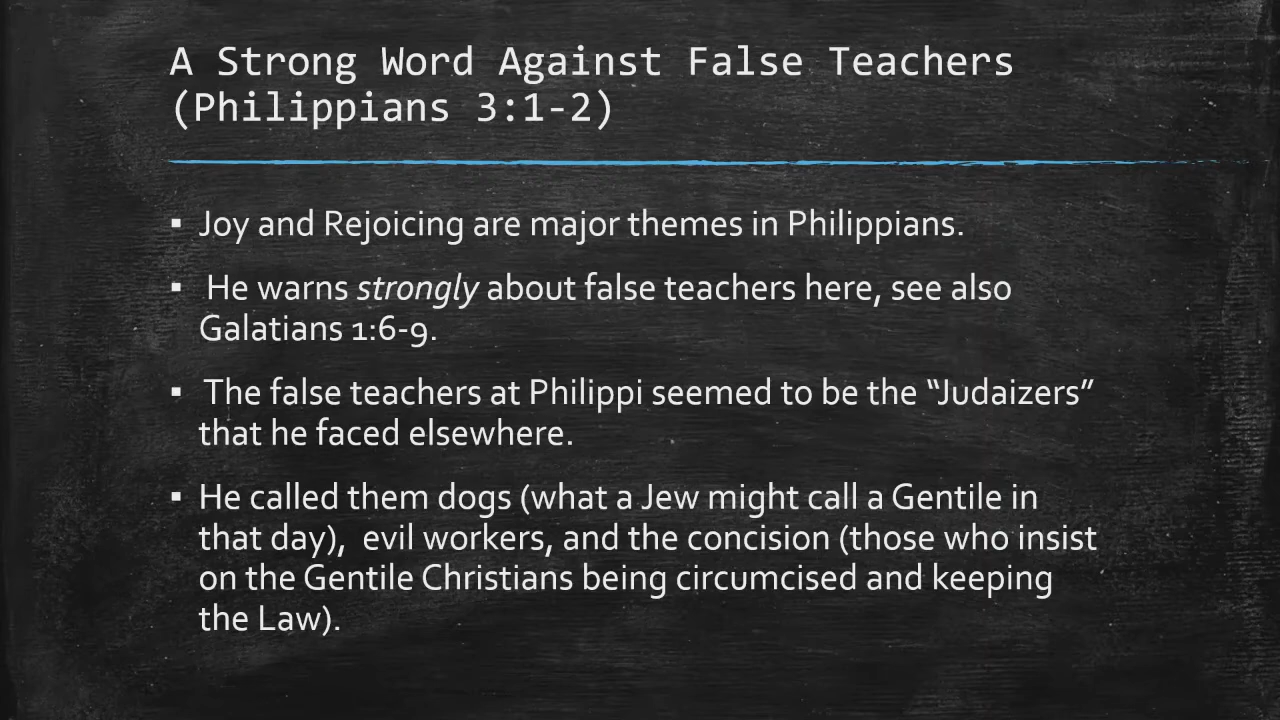 A Strong Word Against False Teachers
(Philippians 3:1-2)
▪ Joy and Rejoicing are major themes in Philippians.
▪ He warns strongly about false teachers here, see also
Galatians 1:6-9.
▪ The false teachers at Philippi seemed to be the “Judaizers”
that he faced elsewhere.
▪ He called them dogs (what a Jew might call a Gentile in
that day),  evil workers, and the concision (those who insist
on the Gentile Christians being circumcised and keeping
the Law).